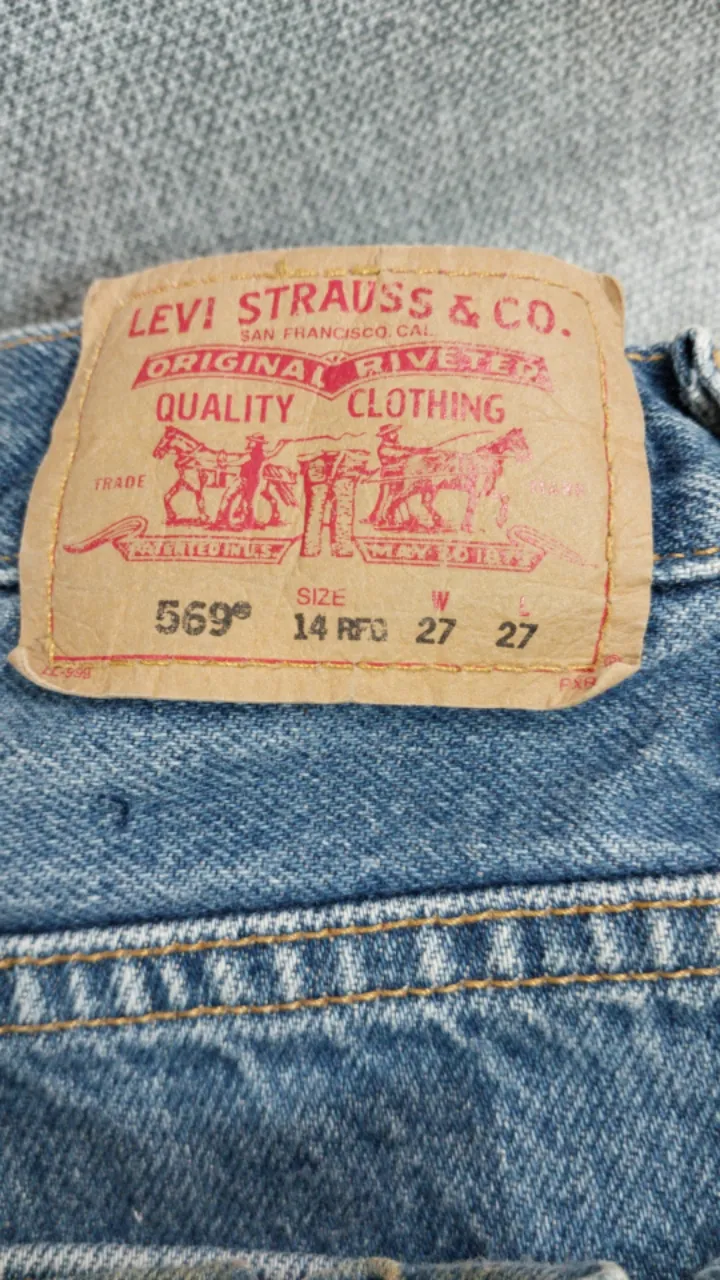 LEVI STRAUSS & CO.
SAN FRANCISCO, CAL.
ORIGINAL RIVETED
QUALITY CLOTHING
TRADE MARK
PATENTED IN U.S. MAY 20 1873
SIZE W L
569® 14 REG 27 27